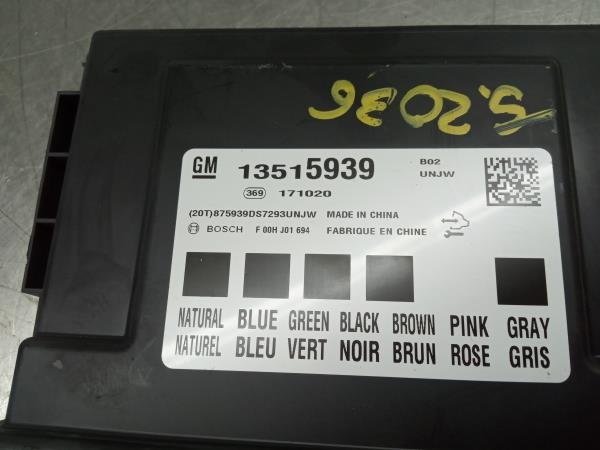 S.2036
GM 13515939 B02
UNJW
369 171020
(20T)875939DS7293UNJW MADE IN CHINA
BOSCH F 00H J01 694 FABRIQUE EN CHINE
NATURAL BLUE GREEN BLACK BROWN PINK GRAY
NATUREL BLEU VERT NOIR BRUN ROSE GRIS